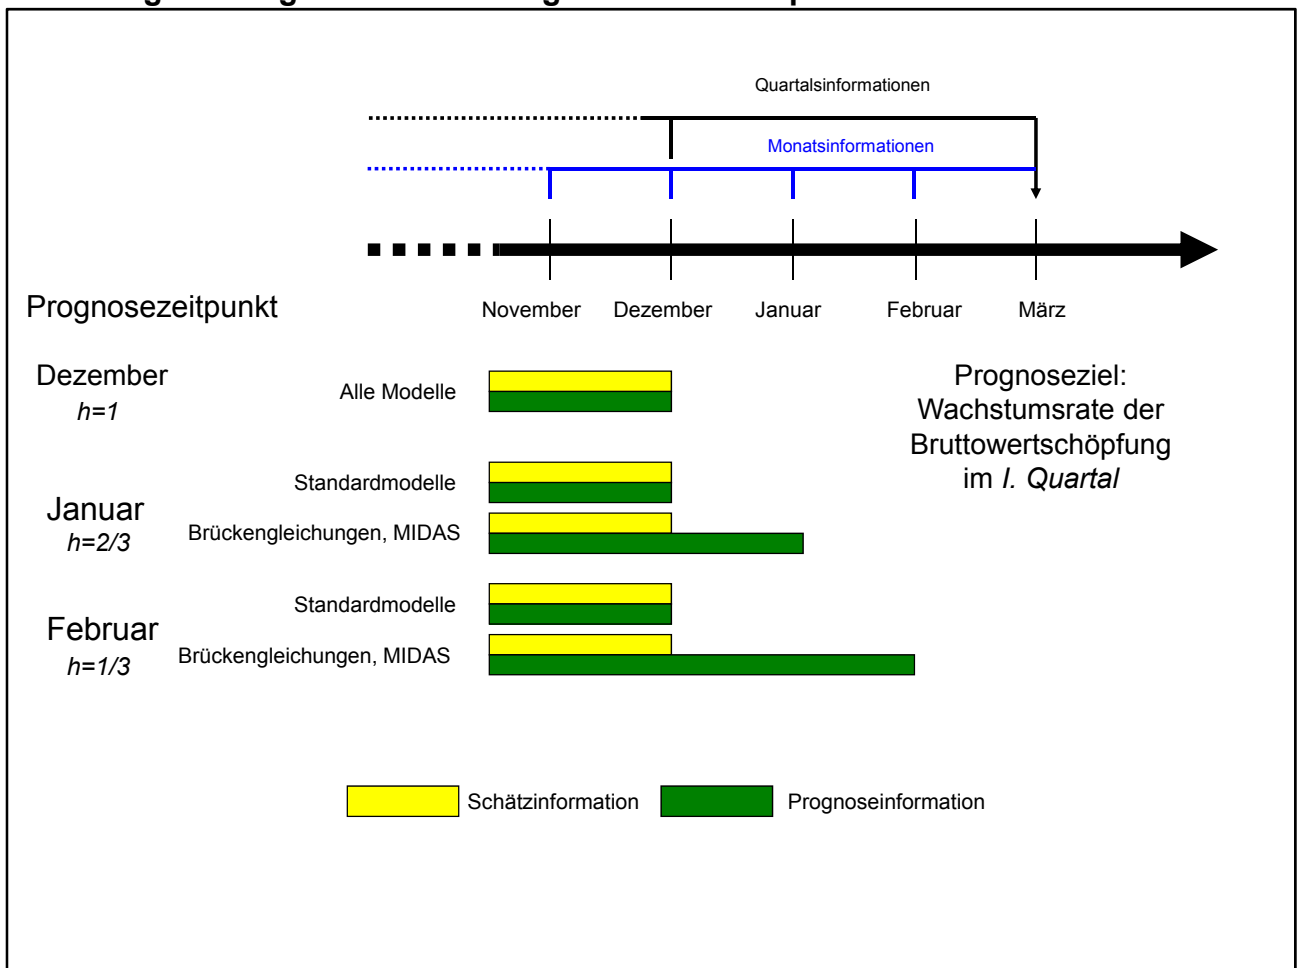 Quartalsinformationen
Monatsinformationen
Prognosezeitpunkt
November Dezember Januar Februar März
Dezember
h=1
Alle Modelle
Prognoseziel:
Wachstumsrate der
Bruttowertschöpfung
im I. Quartal
Januar
h=2/3
Standardmodelle
Brückengleichungen, MIDAS
Februar
h=1/3
Standardmodelle
Brückengleichungen, MIDAS
Schätzinformation Prognoseinformation